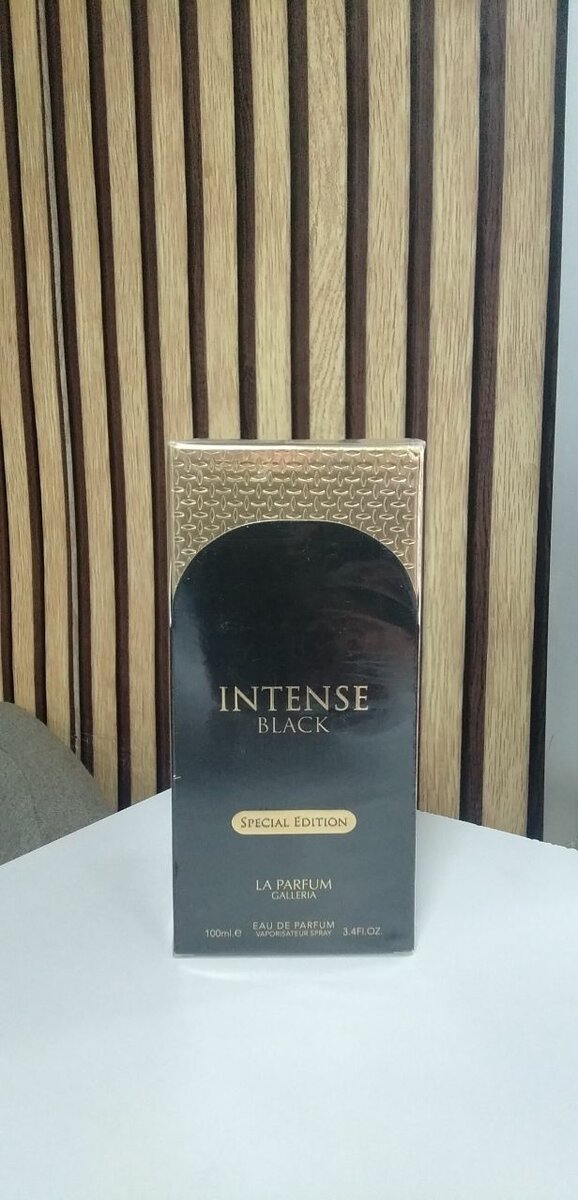 INTENSE
BLACK
SPECIAL EDITION
LA PARFUM
GALLERIA
EAU DE PARFUM
100ml.e VAPORISATEUR SPRAY 3.4FL.OZ.